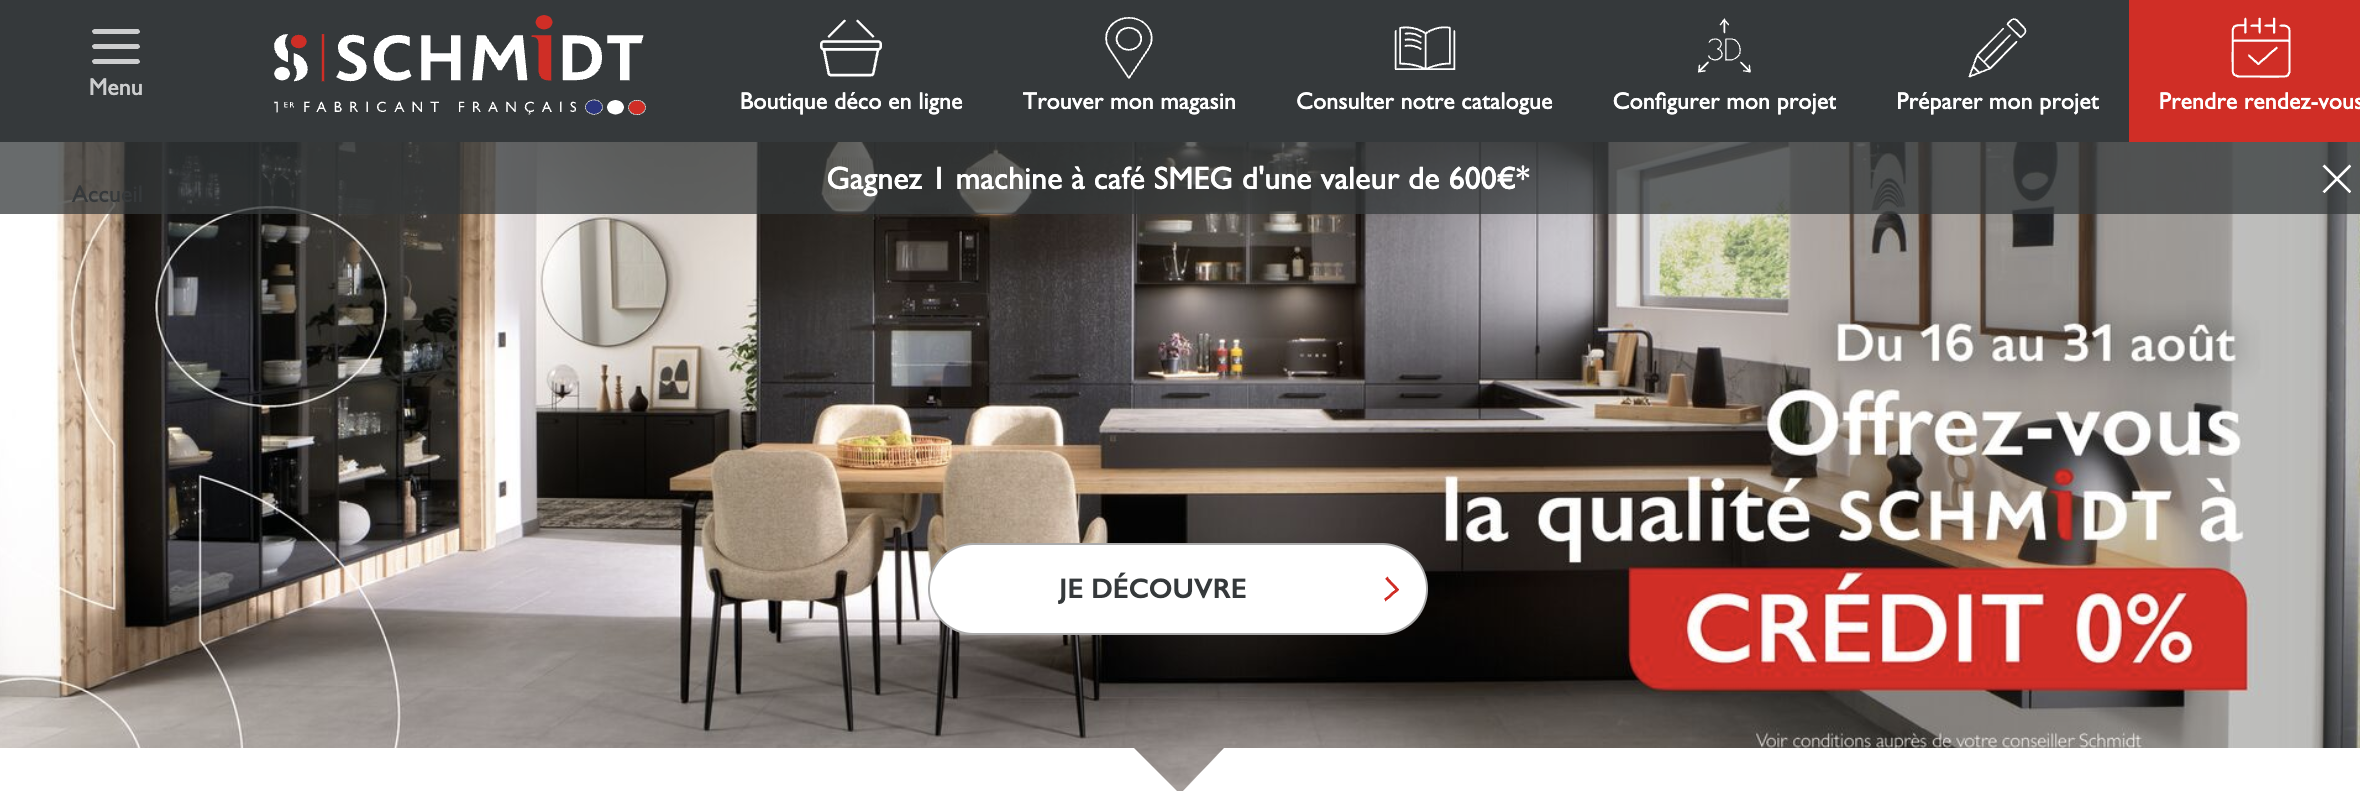 Menu
SCHMiDT
1ER FABRICANT FRANÇAIS
Boutique déco en ligne
Trouver mon magasin
Consulter notre catalogue
3D
Configurer mon projet
Préparer mon projet
Prendre rendez-vous
Gagnez 1 machine à café SMEG d'une valeur de 600€*
Accueil
Du 16 au 31 août
Offrez-vous
la qualité SCHMiDT à
CRÉDIT 0%
JE DÉCOUVRE
Voir conditions auprès de votre conseiller Schmidt